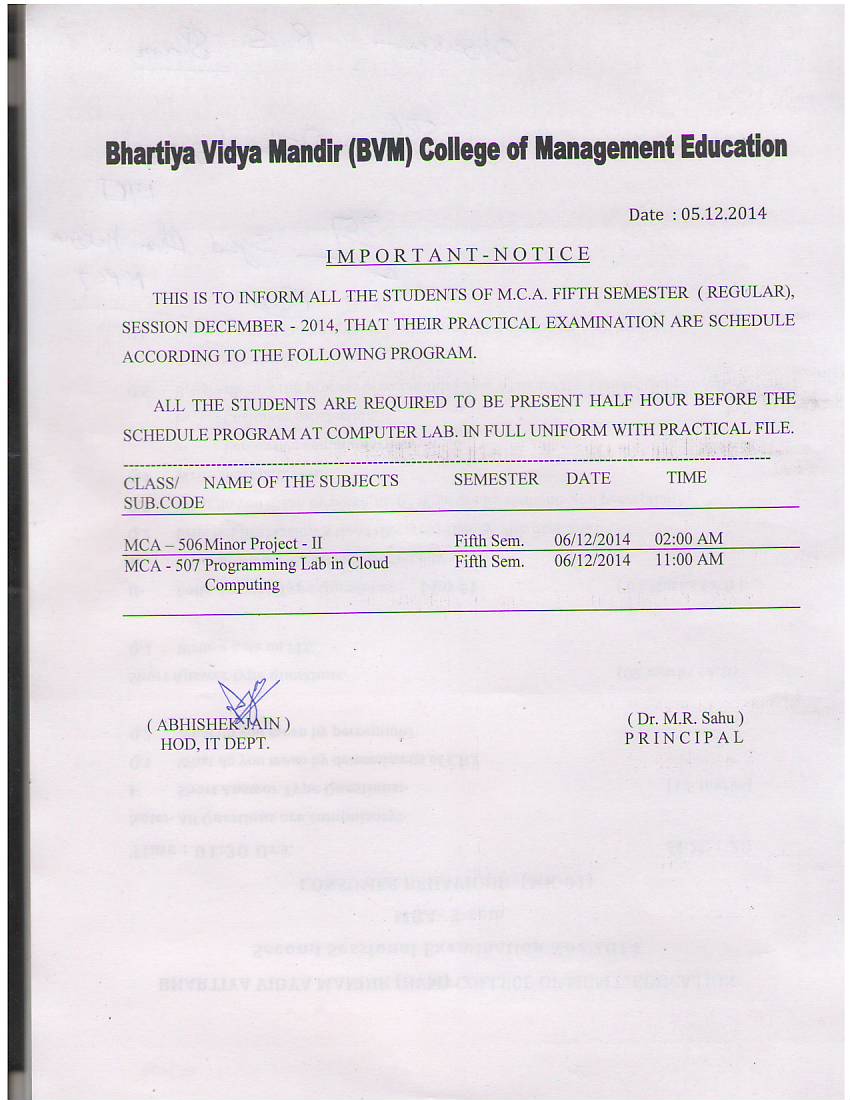 Bhartiya Vidya Mandir (BVM) College of Management Education
Date : 05.12.2014
IMPORTANT-NOTICE
THIS IS TO INFORM ALL THE STUDENTS OF M.C.A. FIFTH SEMESTER ( REGULAR),
SESSION DECEMBER - 2014, THAT THEIR PRACTICAL EXAMINATION ARE SCHEDULE
ACCORDING TO THE FOLLOWING PROGRAM.
ALL THE STUDENTS ARE REQUIRED TO BE PRESENT HALF HOUR BEFORE THE
SCHEDULE PROGRAM AT COMPUTER LAB. IN FULL UNIFORM WITH PRACTICAL FILE.
CLASS/ NAME OF THE SUBJECTS SEMESTER DATE TIME
SUB.CODE
MCA – 506 Minor Project - II Fifth Sem. 06/12/2014 02:00 AM
MCA - 507 Programming Lab in Cloud Fifth Sem. 06/12/2014 11:00 AM
Computing
( ABHISHEK JAIN ) ( Dr. M.R. Sahu )
HOD, IT DEPT. PRINCIPAL